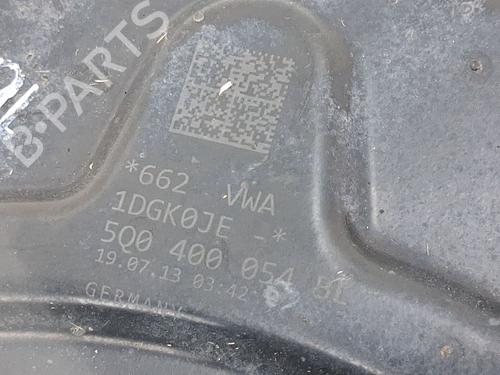 B·PARTS
*662 VWA
1DGK0JE -*
5Q0 400 054 BL
19.07.13 03:42
GERMANY